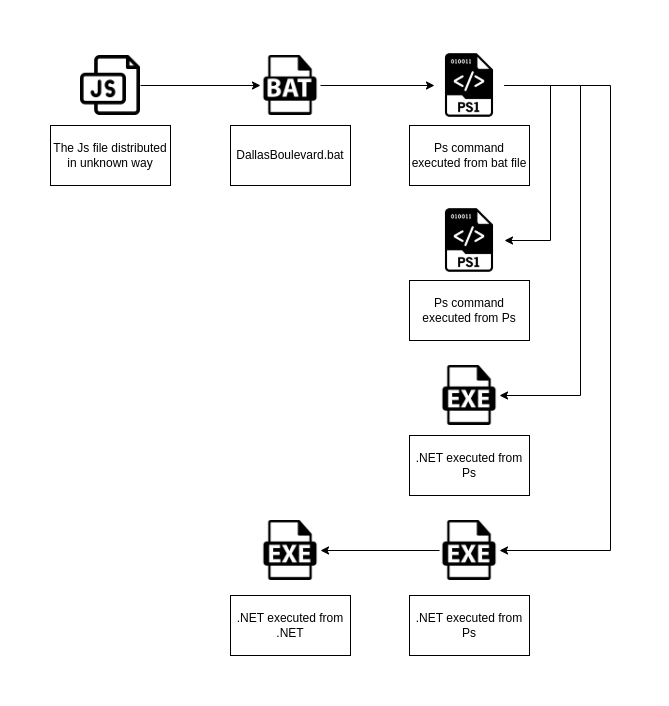 JS
BAT
010011
</>
PS1
The Js file distributed
in unknown way
DallasBoulevard.bat
Ps command
executed from bat file
010011
</>
PS1
Ps command
executed from Ps
EXE
.NET executed from
Ps
EXE
EXE
.NET executed from
.NET
.NET executed from
Ps